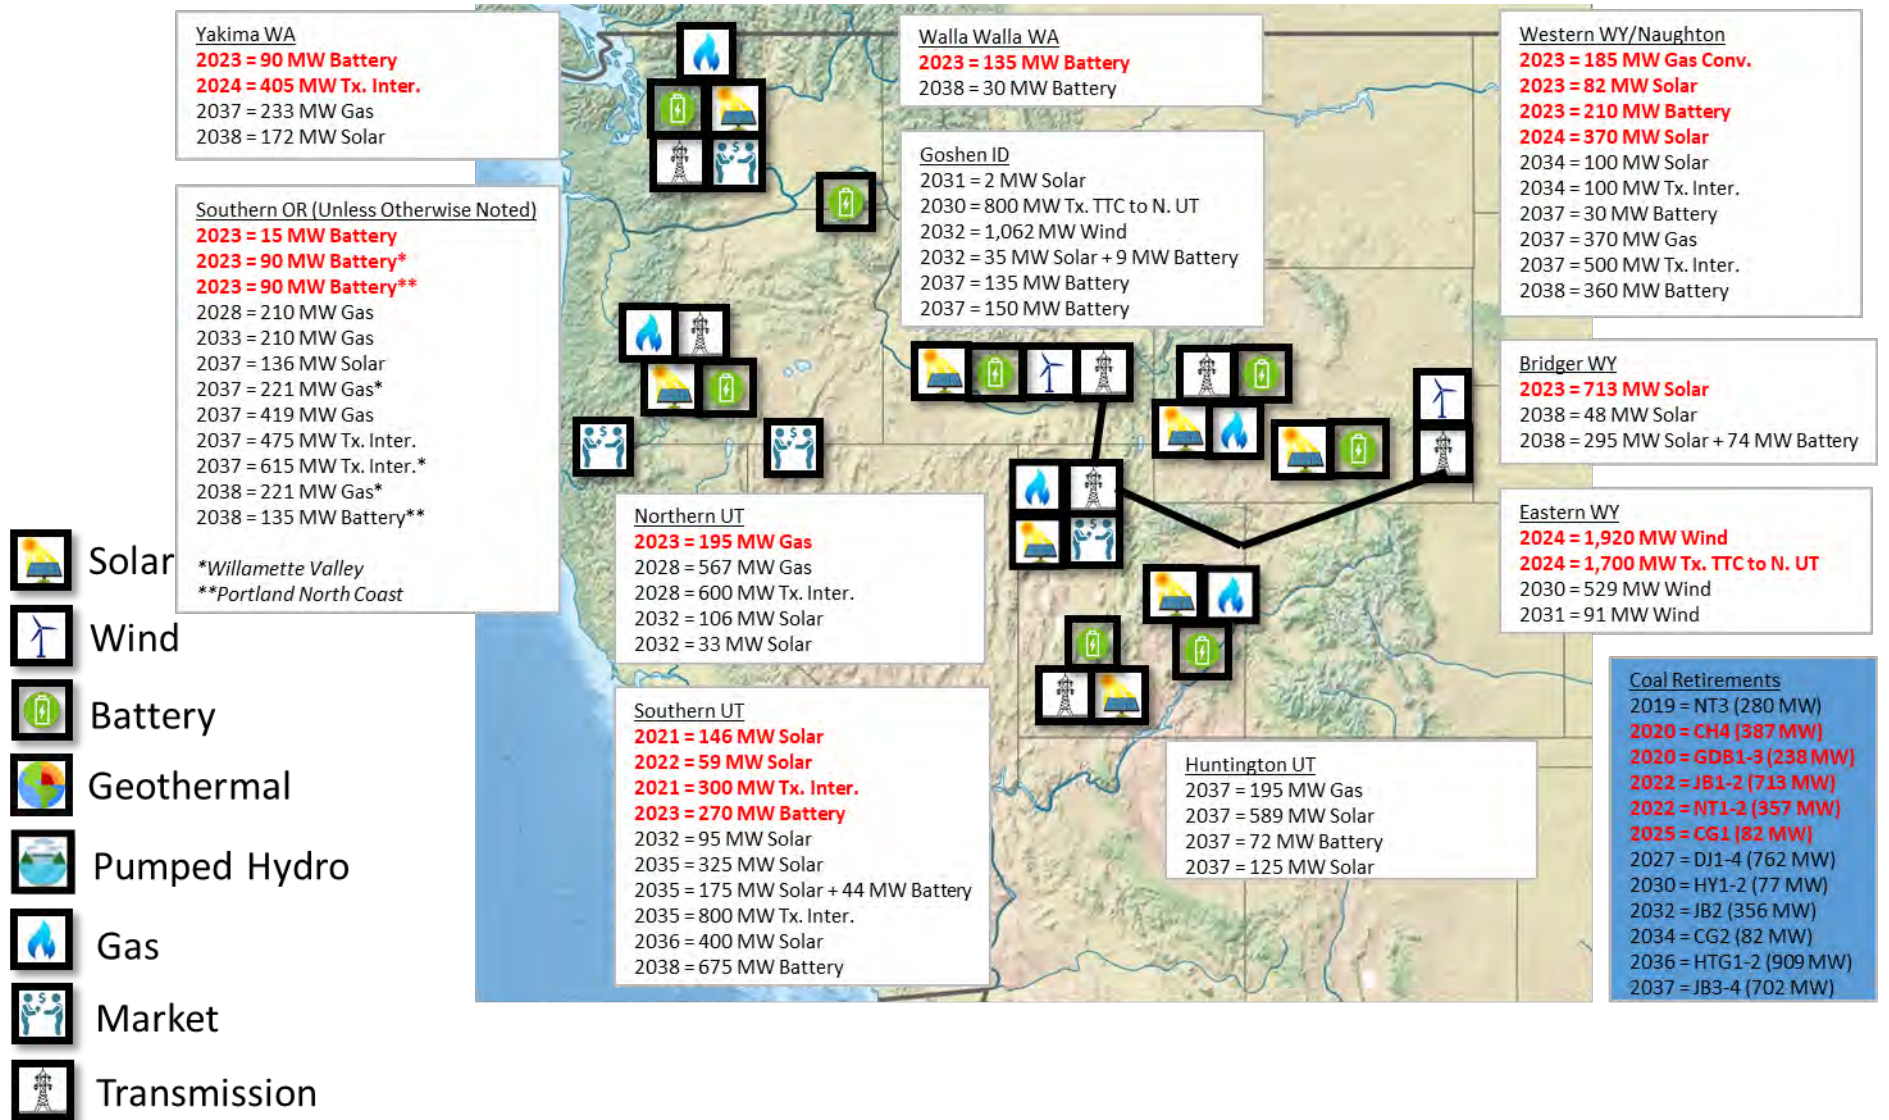 Yakima WA
2023 = 90 MW Battery
2024 = 405 MW Tx. Inter.
2037 = 233 MW Gas
2038 = 172 MW Solar
Southern OR (Unless Otherwise Noted)
2023 = 15 MW Battery
2023 = 90 MW Battery*
2023 = 90 MW Battery**
2028 = 210 MW Gas
2033 = 210 MW Gas
2037 = 136 MW Solar
2037 = 221 MW Gas*
2037 = 419 MW Gas
2037 = 475 MW Tx. Inter.
2037 = 615 MW Tx. Inter.*
2038 = 221 MW Gas*
2038 = 135 MW Battery**
*Willamette Valley
**Portland North Coast
Walla Walla WA
2023 = 135 MW Battery
2038 = 30 MW Battery
Goshen ID
2031 = 2 MW Solar
2030 = 800 MW Tx. TTC to N. UT
2032 = 1,062 MW Wind
2032 = 35 MW Solar + 9 MW Battery
2037 = 135 MW Battery
2037 = 150 MW Battery
Western WY/Naughton
2023 = 185 MW Gas Conv.
2023 = 82 MW Solar
2023 = 210 MW Battery
2024 = 370 MW Solar
2034 = 100 MW Solar
2034 = 100 MW Tx. Inter.
2037 = 30 MW Battery
2037 = 370 MW Gas
2037 = 500 MW Tx. Inter.
2038 = 360 MW Battery
Bridger WY
2023 = 713 MW Solar
2038 = 48 MW Solar
2038 = 295 MW Solar + 74 MW Battery
Northern UT
2023 = 195 MW Gas
2028 = 567 MW Gas
2028 = 600 MW Tx. Inter.
2032 = 106 MW Solar
2032 = 33 MW Solar
Eastern WY
2024 = 1,920 MW Wind
2024 = 1,700 MW Tx. TTC to N. UT
2030 = 529 MW Wind
2031 = 91 MW Wind
Southern UT
2021 = 146 MW Solar
2022 = 59 MW Solar
2021 = 300 MW Tx. Inter.
2023 = 270 MW Battery
2032 = 95 MW Solar
2035 = 325 MW Solar
2035 = 175 MW Solar + 44 MW Battery
2035 = 800 MW Tx. Inter.
2036 = 400 MW Solar
2038 = 675 MW Battery
Huntington UT
2037 = 195 MW Gas
2037 = 589 MW Solar
2037 = 72 MW Battery
2037 = 125 MW Solar
Coal Retirements
2019 = NT3 (280 MW)
2020 = CH4 (387 MW)
2020 = GDB1-3 (238 MW)
2022 = JB1-2 (713 MW)
2022 = NT1-2 (357 MW)
2025 = CG1 (82 MW)
2027 = DJ1-4 (762 MW)
2030 = HY1-2 (77 MW)
2032 = JB2 (356 MW)
2034 = CG2 (82 MW)
2036 = HTG1-2 (909 MW)
2037 = JB3-4 (702 MW)
Solar
Wind
Battery
Geothermal
Pumped Hydro
Gas
Market
Transmission